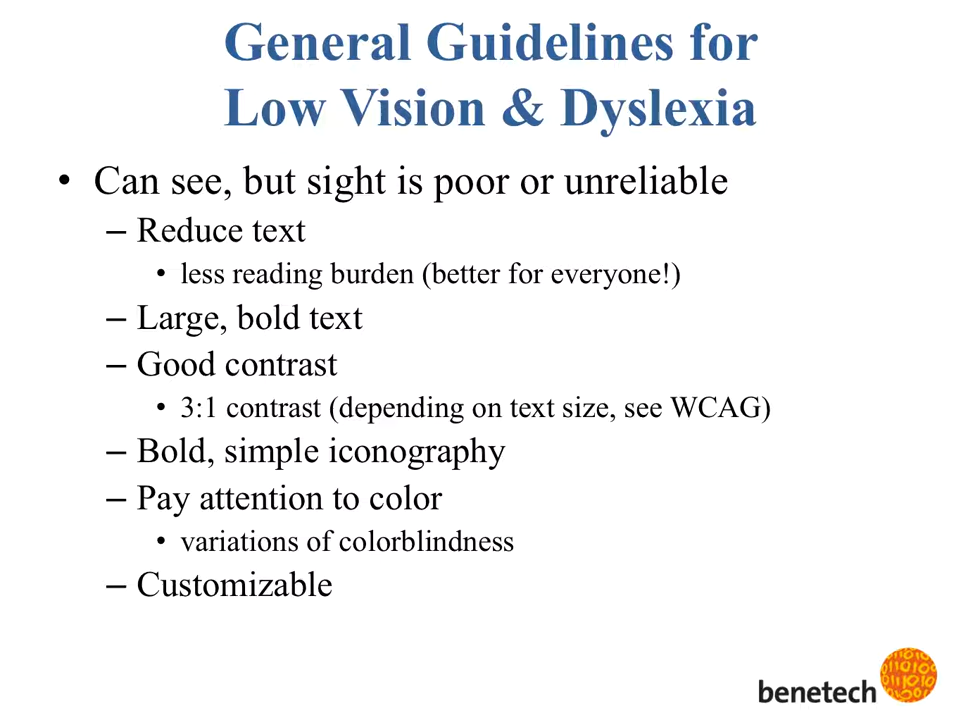 General Guidelines for
Low Vision & Dyslexia
• Can see, but sight is poor or unreliable
– Reduce text
• less reading burden (better for everyone!)
– Large, bold text
– Good contrast
• 3:1 contrast (depending on text size, see WCAG)
– Bold, simple iconography
– Pay attention to color
• variations of colorblindness
– Customizable
benetech